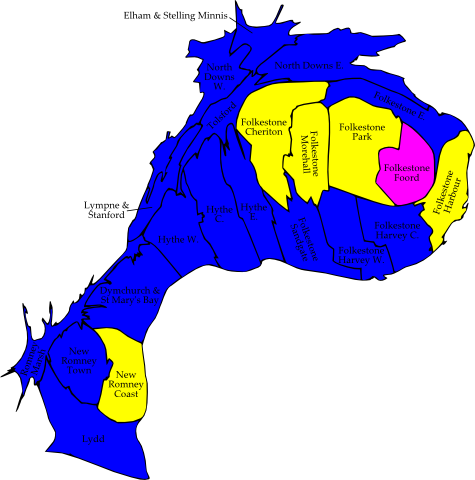 Elham & Stelling Minnis
North
Downs
W.
North Downs E.
Tolsford
Folkestone E.
Folkestone
Cheriton
Folkestone
Morehall
Folkestone
Park
Folkestone
Foord
Folkestone
Harbour
Lympne &
Stanford
Hythe
C.
Hythe
E.
Hythe W.
Folkestone
Sandgate
Folkestone
Harvey W.
Folkestone
Harvey C.
Dymchurch &
St Mary's Bay
Romney
Marsh
New
Romney
Town
New
Romney
Coast
Lydd